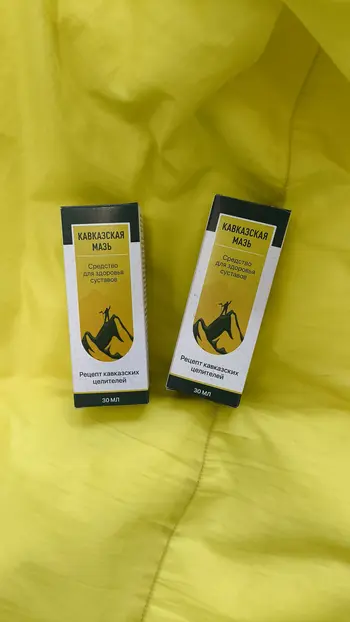 КАВКАЗСКАЯ
МАЗЬ
Средство
для здоровья
суставов
Рецепт кавказских
целителей
30 МЛ
КАВКАЗСКАЯ
МАЗЬ
Средство
для здоровья
суставов
Рецепт кавказских
целителей
30 МЛ